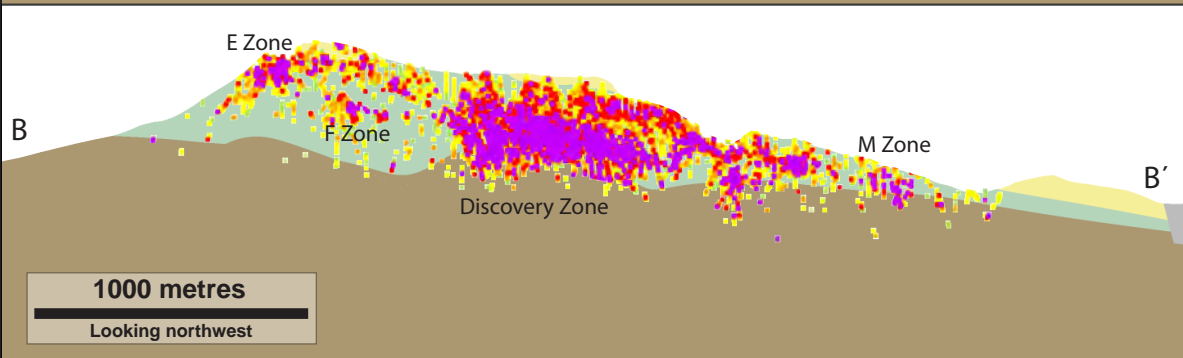 E Zone
B
F Zone
M Zone
B´
Discovery Zone
1000 metres
Looking northwest